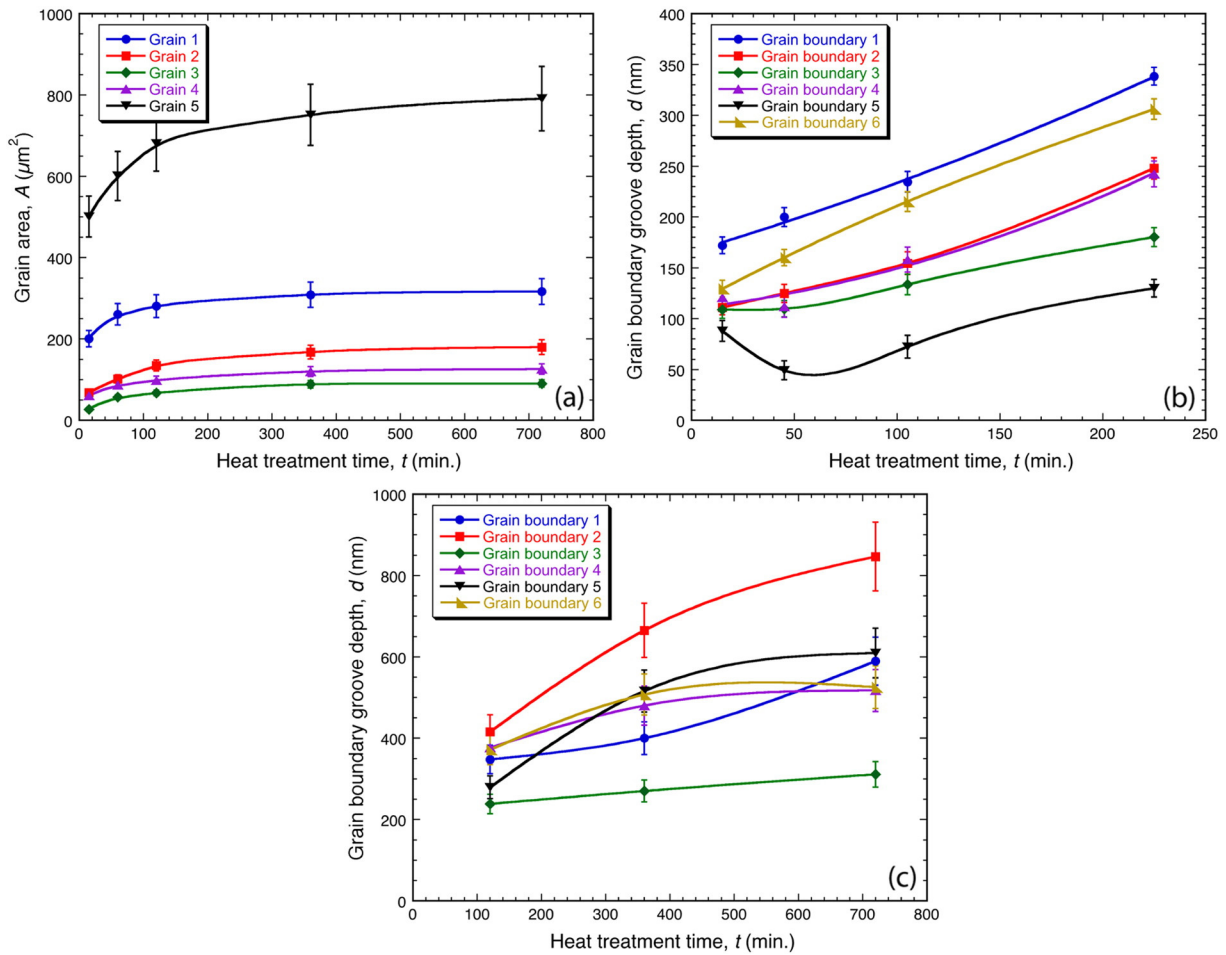 1000
800
600
400
200
0
Grain area, A (µm²)
Grain 1
Grain 2
Grain 3
Grain 4
Grain 5
(a)
0 100 200 300 400 500 600 700 800
Heat treatment time, t (min.)
400
350
300
250
200
150
100
50
0
Grain boundary groove depth, d (nm)
Grain boundary 1
Grain boundary 2
Grain boundary 3
Grain boundary 4
Grain boundary 5
Grain boundary 6
(b)
0 50 100 150 200 250
Heat treatment time, t (min.)
1000
800
600
400
200
0
Grain boundary groove depth, d (nm)
Grain boundary 1
Grain boundary 2
Grain boundary 3
Grain boundary 4
Grain boundary 5
Grain boundary 6
(c)
0 100 200 300 400 500 600 700 800
Heat treatment time, t (min.)